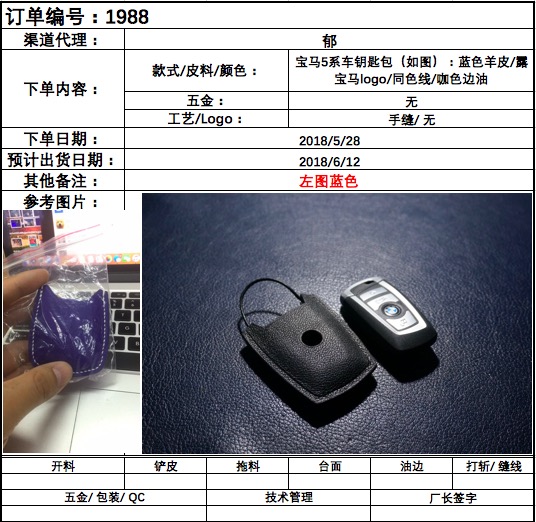 订单编号：1988
渠道代理：
郁
下单内容：
款式/皮料/颜色：
宝马5系车钥匙包（如图）：蓝色羊皮/露
宝马logo/同色线/咖色边油
五金：
无
工艺/Logo：
手缝/ 无
下单日期：
2018/5/28
预计出货日期：
2018/6/12
其他备注：
左图蓝色
参考图片：
开料
铲皮
拖料
台面
油边
打斩/ 缝线
五金/ 包装/ QC
技术管理
厂长签字